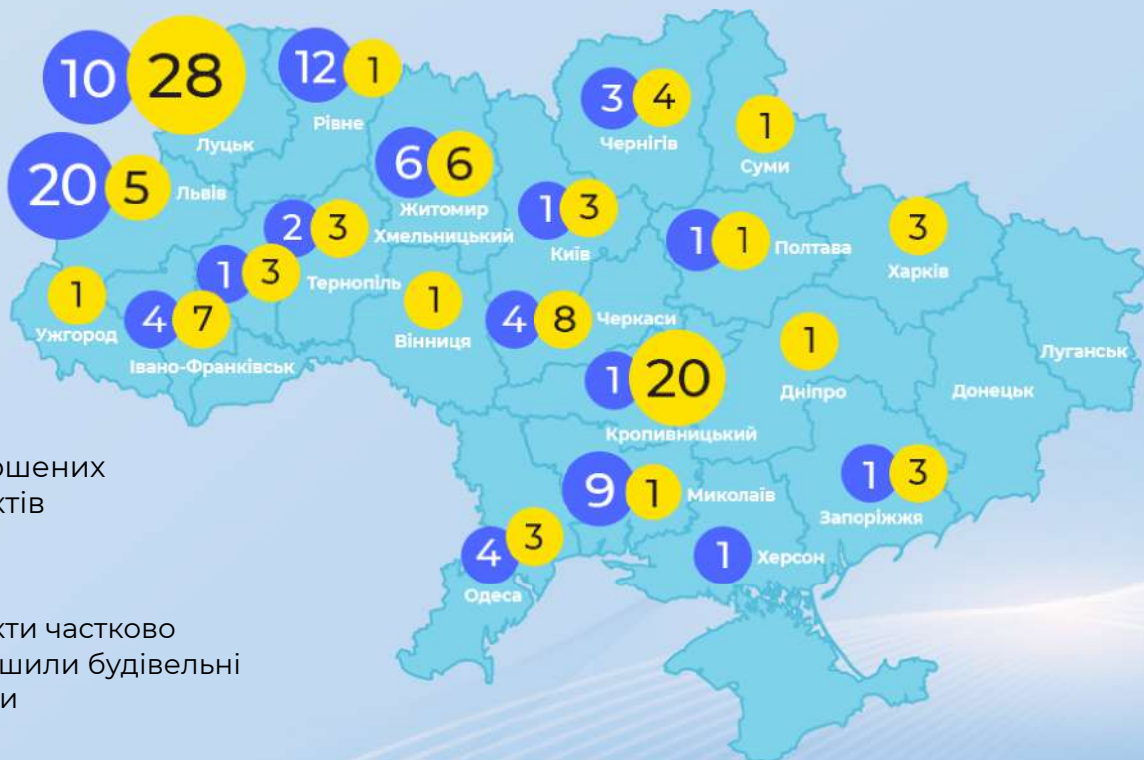 10 28
Луцьк
12 1
Рівне
3 4
Чернігів
1
Суми
20 5 Львів
6 6
Житомир
2 3 Хмельницький
1 3
Київ
1 1 Полтава
3
Харків
1 3 Тернопіль
1
Ужгород
4 7
Івано-Франківськ
1
Вінниця
4 8 Черкаси
1
Дніпро
Луганськ
Донецьк
1 20
Кропивницький
9 1 Миколаїв
1 3
Запоріжжя
4 3
Одеса
1 Херсон
ошених
ктів
кти частково
шили будівельні
и